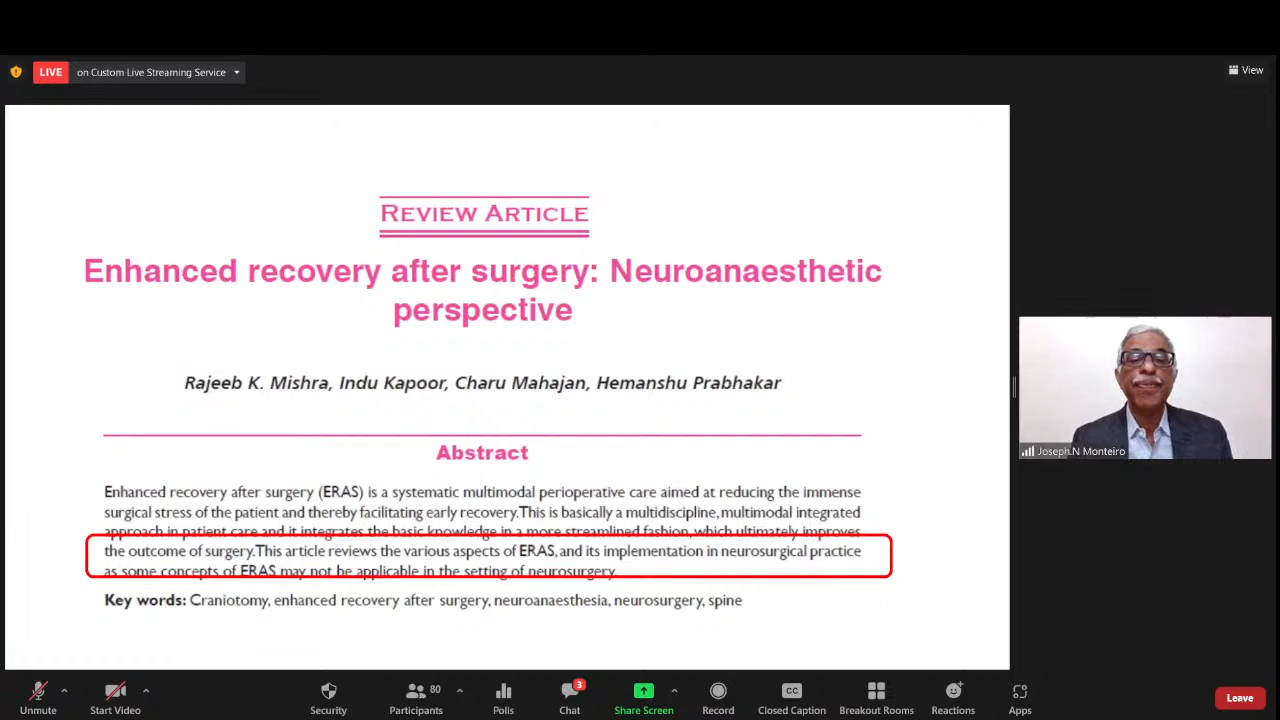 LIVE on Custom Live Streaming Service
View
REVIEW ARTICLE
Enhanced recovery after surgery: Neuroanaesthetic
perspective
Rajeeb K. Mishra, Indu Kapoor, Charu Mahajan, Hemanshu Prabhakar
Abstract
Enhanced recovery after surgery (ERAS) is a systematic multimodal perioperative care aimed at reducing the immense
surgical stress of the patient and thereby facilitating early recovery. This is basically a multidiscipline, multimodal integrated
approach in patient care and it integrates the basic knowledge in a more streamlined fashion, which ultimately improves
the outcome of surgery. This article reviews the various aspects of ERAS, and its implementation in neurosurgical practice
as some concepts of ERAS may not be applicable in the setting of neurosurgery.
Key words: Craniotomy, enhanced recovery after surgery, neuroanaesthesia, neurosurgery, spine
Joseph.N Monteiro
80
3
CC
Unmute Start Video Security Participants Polls Chat Share Screen Record Closed Caption Breakout Rooms Reactions Apps Leave